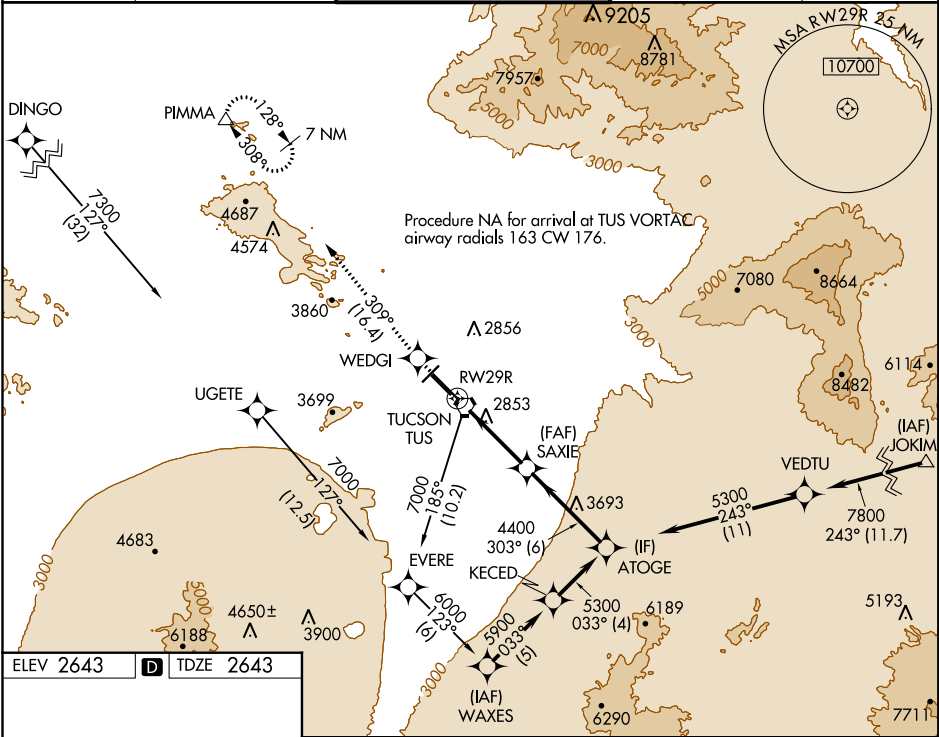 9205
7000
8781
7957
5000
3000
MSA RW29R 25 NM
10700
DINGO
PIMMA
128°
7 NM
308°
7300
127°
(32)
4687
4574
Procedure NA for arrival at TUS VORTAC
airway radials 163 CW 176.
3860
309°
(16.4)
2856
5000
7080
8664
3000
WEDGI
RW29R
6114
8482
UGETE
3699
TUCSON
TUS
2853
(FAF)
SAXIE
(IAF)
JOKIM
VEDTU
7000
127°
(12.5)
7000
185°
(10.2)
3693
5300
243°
(11)
7800
243° (11.7)
4400
303° (6)
4683
(IF)
ATOGE
EVERE
KECED
3000
6000
123°
(6)
5900
033°
(5)
5300
033° (4)
6189
5193
5000
4650±
6188
3900
ELEV 2643
D
TDZE 2643
3000
(IAF)
WAXES
6290
7711